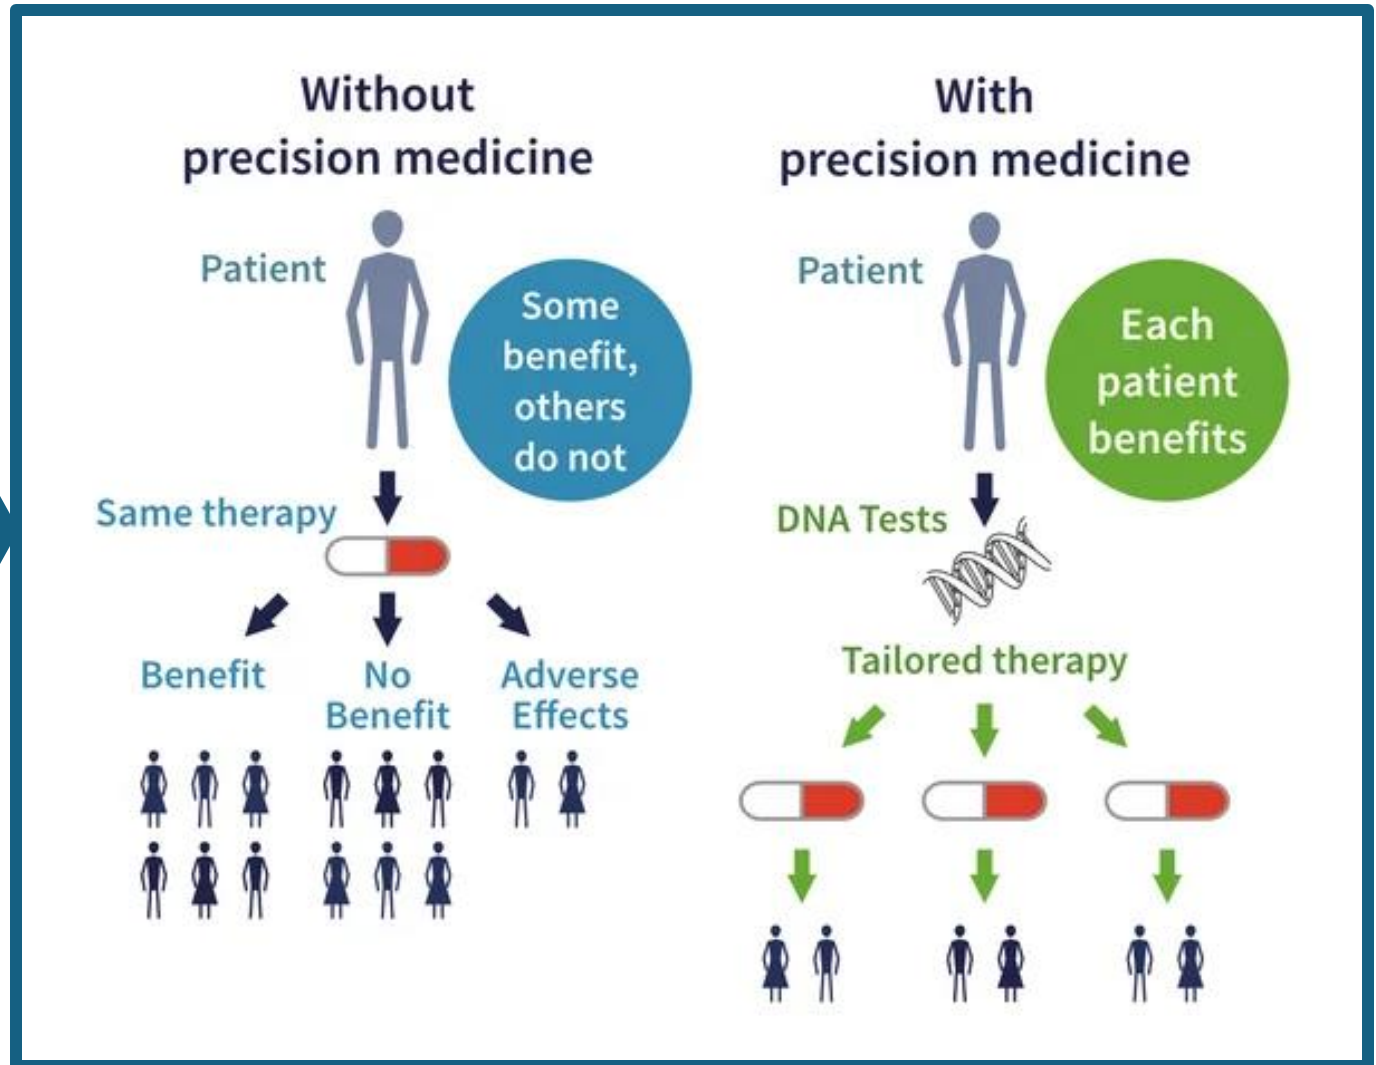 Without
precision medicine
Patient
Some
benefit,
others
do not
Same therapy
Benefit
No
Benefit
Adverse
Effects
With
precision medicine
Patient
Each
patient
benefits
DNA Tests
Tailored therapy